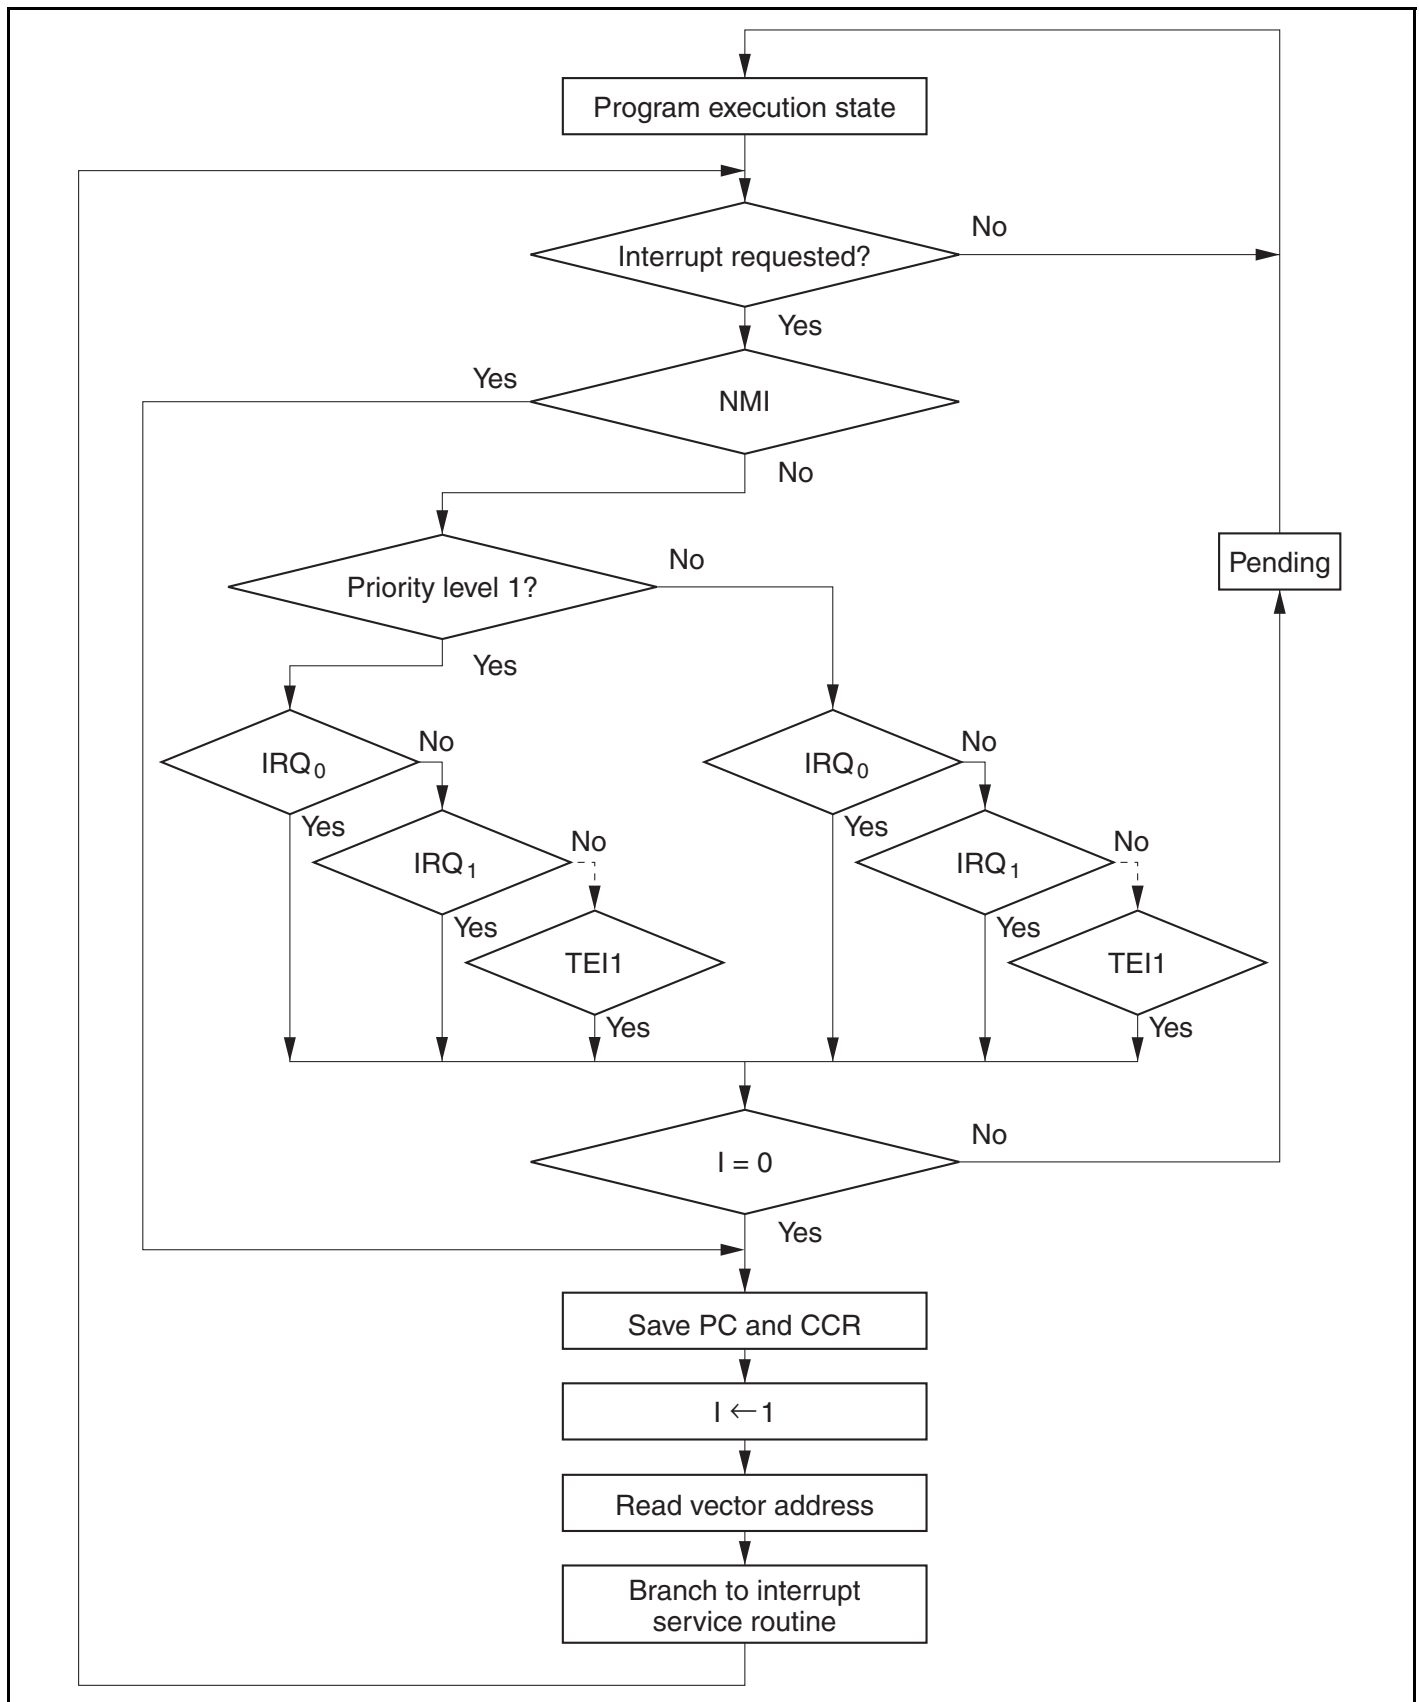 Program execution state
No
Interrupt requested?
Yes
Yes
NMI
No
No
Pending
Priority level 1?
Yes
No
No
IRQ0
IRQ0
Yes
Yes
No
No
IRQ1
IRQ1
Yes
Yes
TEI1
TEI1
Yes
Yes
No
I = 0
Yes
Save PC and CCR
I ← 1
Read vector address
Branch to interrupt
service routine